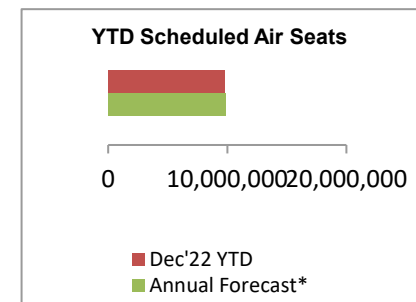 YTD Scheduled Air Seats
0 10,000,000 20,000,000
Dec'22 YTD
Annual Forecast*